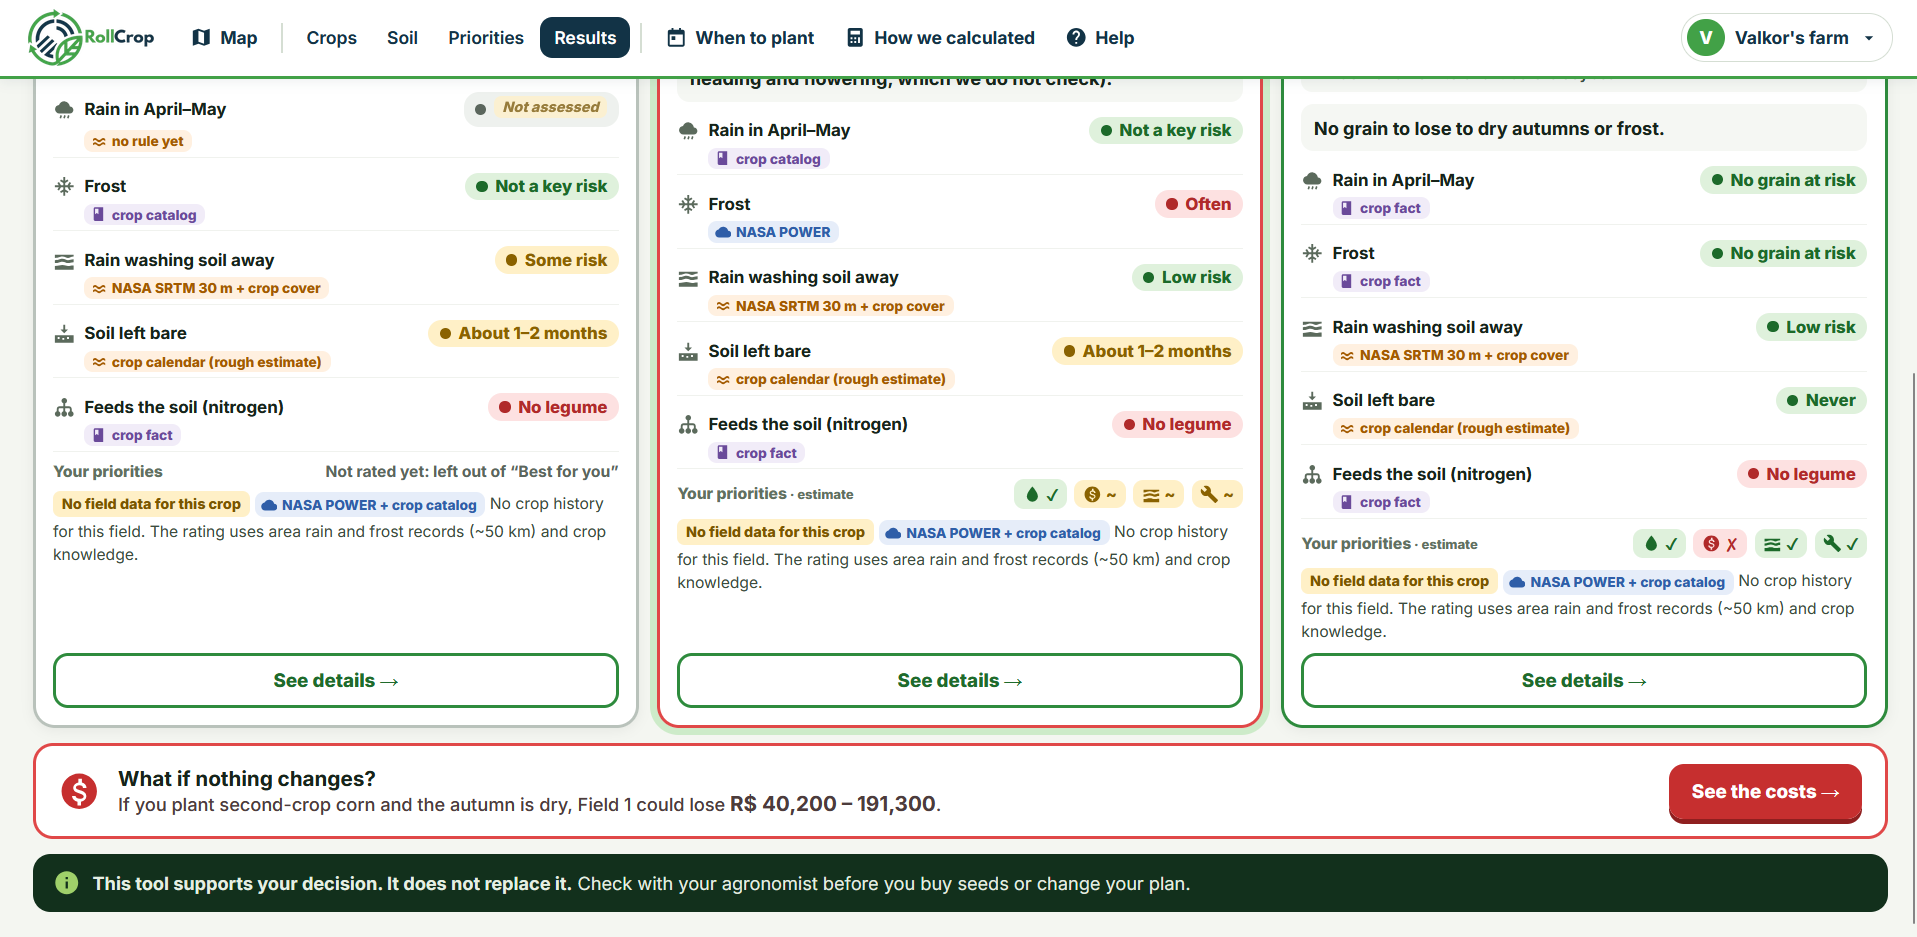 RollCrop
Map
Crops
Soil
Priorities
Results
When to plant
How we calculated
Help
V
Valkor's farm
Rain in April–May
Not assessed
no rule yet
Frost
Not a key risk
crop catalog
Rain washing soil away
Some risk
NASA SRTM 30 m + crop cover
Soil left bare
About 1–2 months
crop calendar (rough estimate)
Feeds the soil (nitrogen)
No legume
crop fact
Your priorities
Not rated yet: left out of “Best for you”
No field data for this crop NASA POWER + crop catalog No crop history
for this field. The rating uses area rain and frost records (~50 km) and crop
knowledge.
See details →
heading and flowering, which we do not check).
Rain in April–May
Not a key risk
crop catalog
Frost
Often
NASA POWER
Rain washing soil away
Low risk
NASA SRTM 30 m + crop cover
Soil left bare
About 1–2 months
crop calendar (rough estimate)
Feeds the soil (nitrogen)
No legume
crop fact
Your priorities · estimate
✓ ~ ~ ~
No field data for this crop NASA POWER + crop catalog No crop history
for this field. The rating uses area rain and frost records (~50 km) and crop
knowledge.
See details →
No grain to lose to dry autumns or frost.
Rain in April–May
No grain at risk
crop fact
Frost
No grain at risk
crop fact
Rain washing soil away
Low risk
NASA SRTM 30 m + crop cover
Soil left bare
Never
crop calendar (rough estimate)
Feeds the soil (nitrogen)
No legume
crop fact
Your priorities · estimate
✓ ✗ ✓ ✓
No field data for this crop NASA POWER + crop catalog No crop history
for this field. The rating uses area rain and frost records (~50 km) and crop
knowledge.
See details →
What if nothing changes?
If you plant second-crop corn and the autumn is dry, Field 1 could lose R$ 40,200 – 191,300.
See the costs →
This tool supports your decision. It does not replace it. Check with your agronomist before you buy seeds or change your plan.